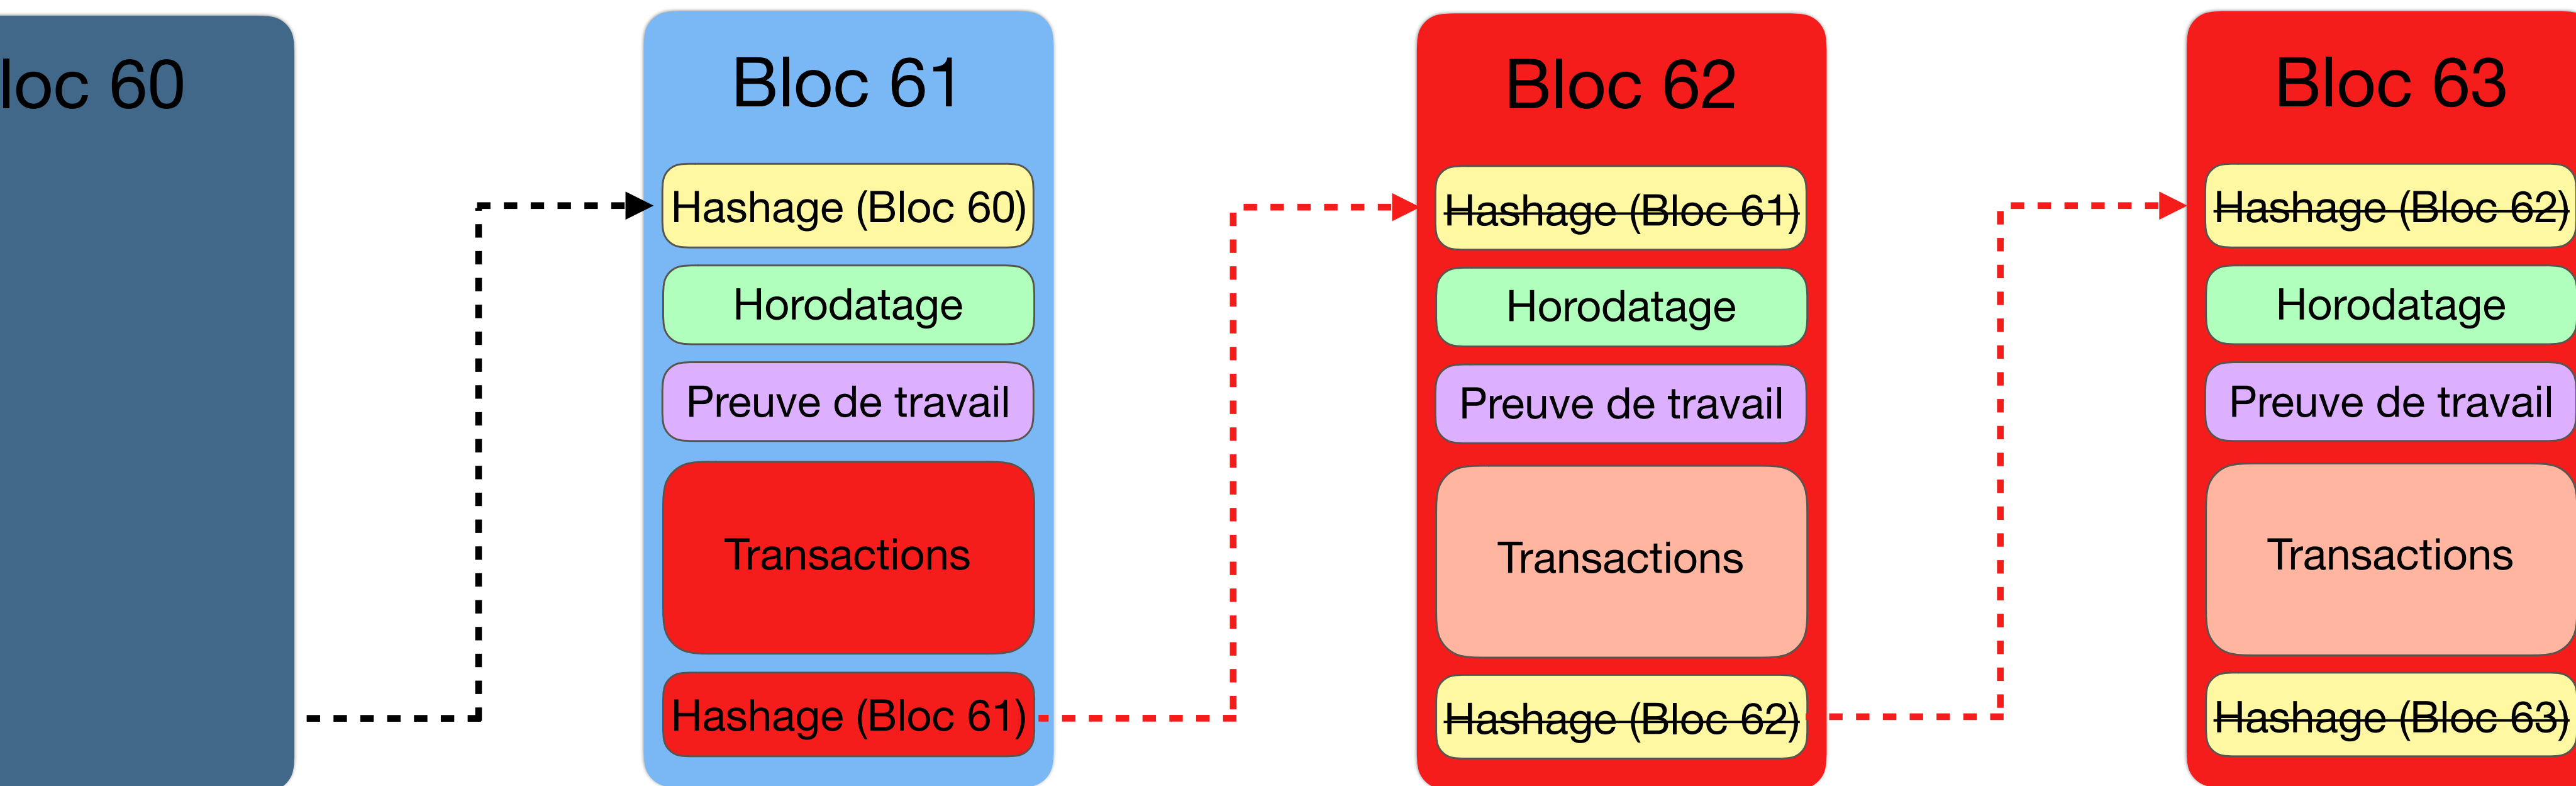 loc 60
Bloc 61
Hashage (Bloc 60)
Horodatage
Preuve de travail
Transactions
Hashage (Bloc 61)
Bloc 62
Hashage (Bloc 61)
Horodatage
Preuve de travail
Transactions
Hashage (Bloc 62)
Bloc 63
Hashage (Bloc 62)
Horodatage
Preuve de travail
Transactions
Hashage (Bloc 63)